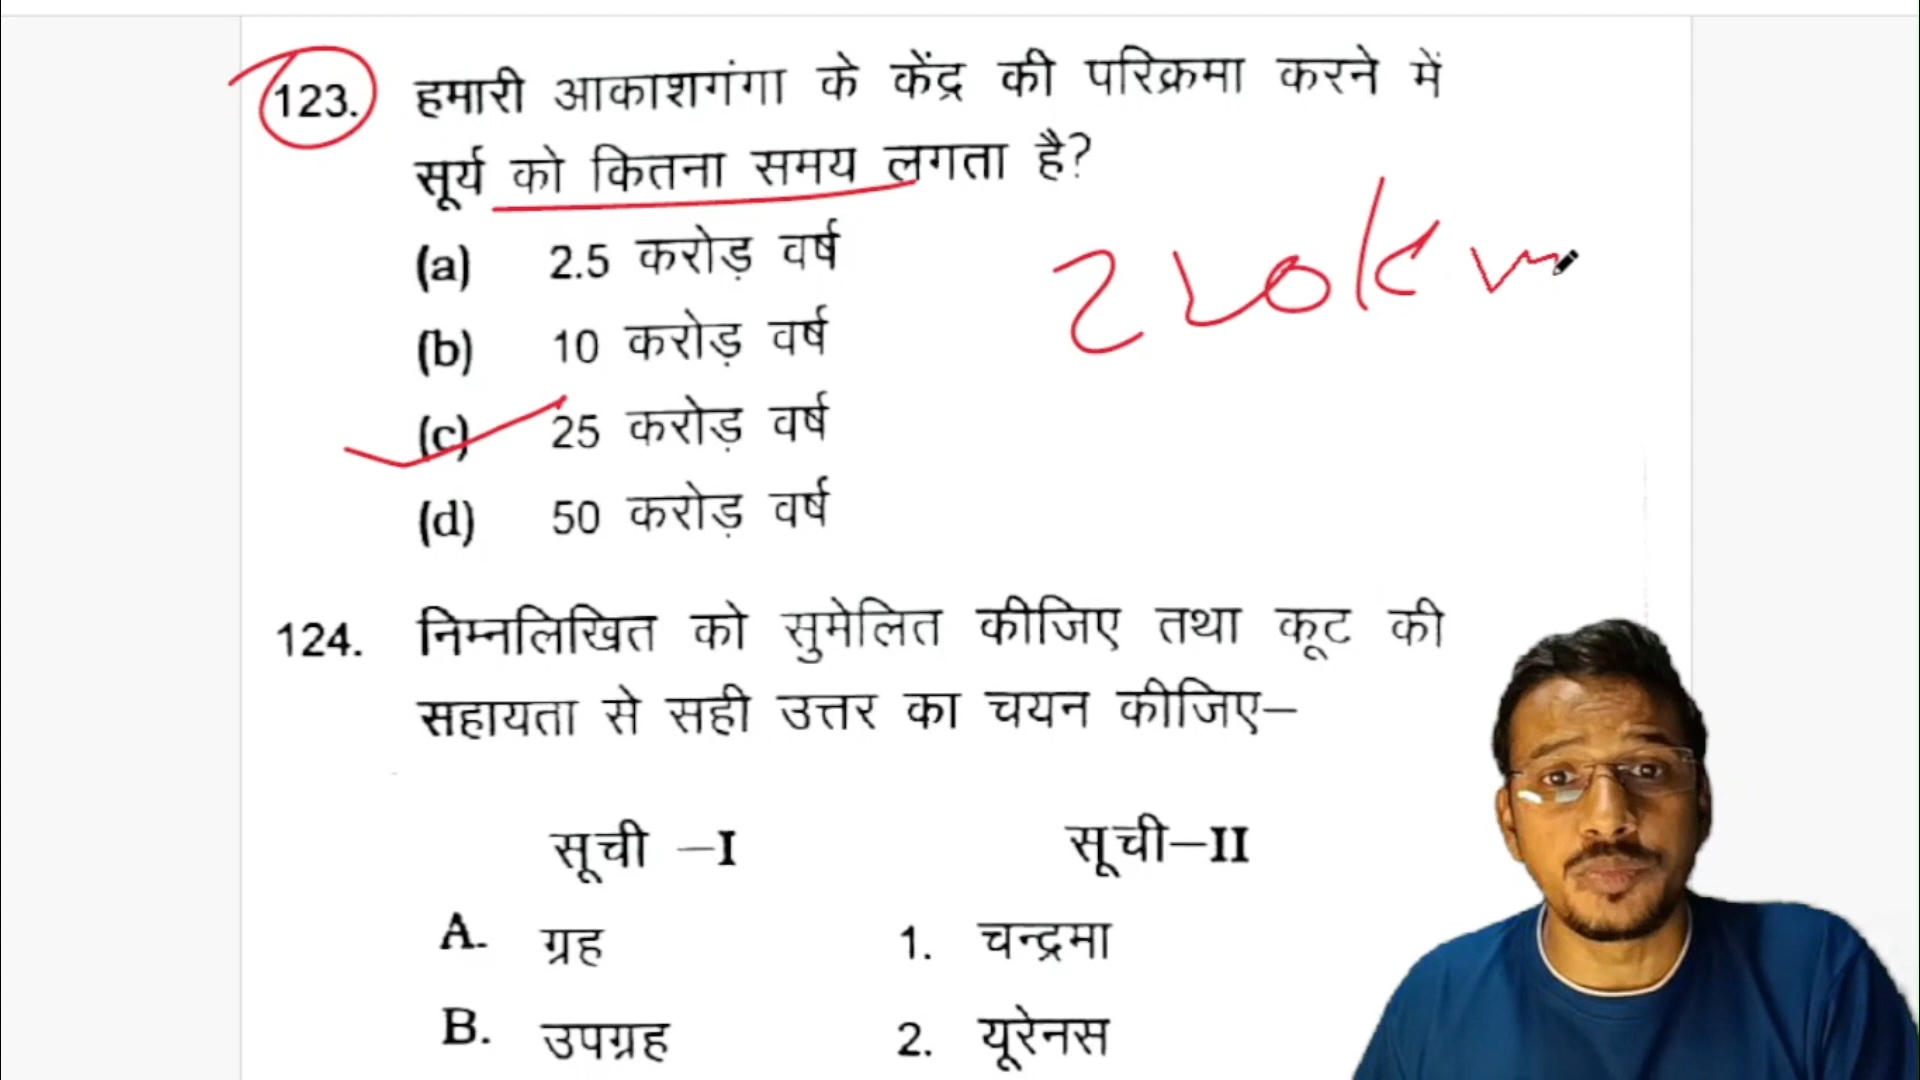 123. हमारी आकाशगंगा के केंद्र की परिक्रमा करने में
सूर्य को कितना समय लगता है?
(a) 2.5 करोड़ वर्ष
(b) 10 करोड़ वर्ष
(c) 25 करोड़ वर्ष
(d) 50 करोड़ वर्ष
220km
124. निम्नलिखित को सुमेलित कीजिए तथा कूट की
सहायता से सही उत्तर का चयन कीजिए–
सूची –I सूची–II
A. ग्रह 1. चन्द्रमा
B. उपग्रह 2. यूरेनस